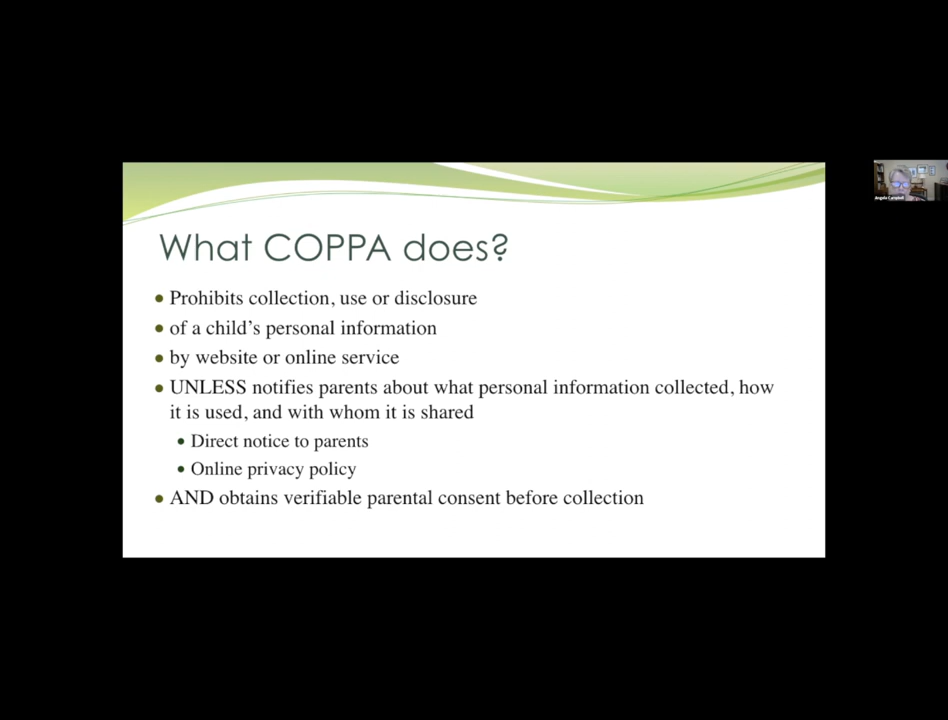 What COPPA does?
• Prohibits collection, use or disclosure
• of a child's personal information
• by website or online service
• UNLESS notifies parents about what personal information collected, how
it is used, and with whom it is shared
• Direct notice to parents
• Online privacy policy
• AND obtains verifiable parental consent before collection
Angela Campbell